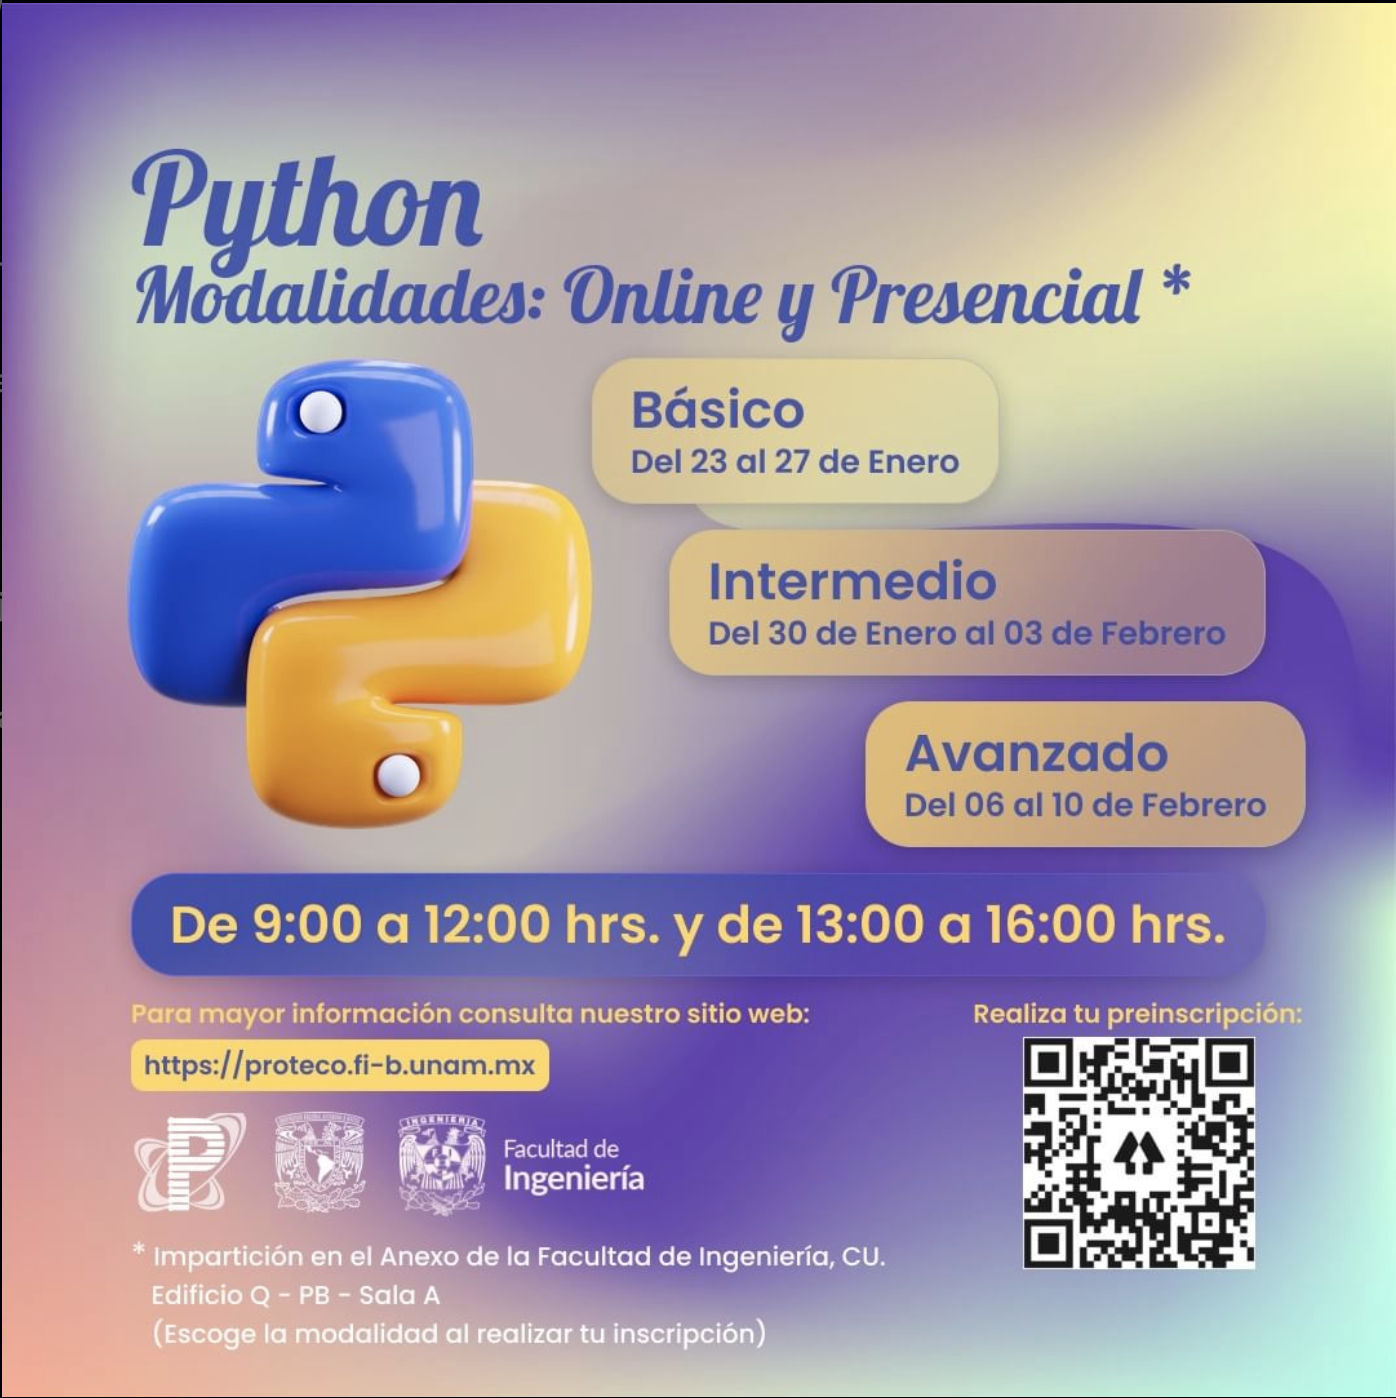 Python
Modalidades: Online y Presencial *
Básico
Del 23 al 27 de Enero
Intermedio
Del 30 de Enero al 03 de Febrero
Avanzado
Del 06 al 10 de Febrero
De 9:00 a 12:00 hrs. y de 13:00 a 16:00 hrs.
Para mayor información consulta nuestro sitio web:
https://proteco.fi-b.unam.mx
Realiza tu preinscripción:
P
INGENIERIA
Facultad de
Ingeniería
* Impartición en el Anexo de la Facultad de Ingeniería, CU.
Edificio Q - PB - Sala A
(Escoge la modalidad al realizar tu inscripción)